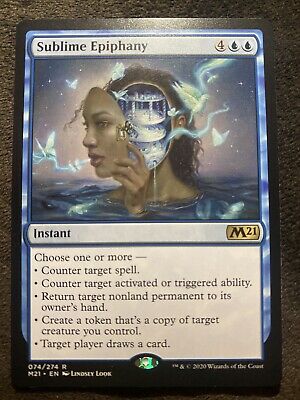 Sublime Epiphany 4
Instant M21
Choose one or more —
• Counter target spell.
• Counter target activated or triggered ability.
• Return target nonland permanent to its
owner's hand.
• Create a token that's a copy of target
creature you control.
• Target player draws a card.
074/274 R
M21 • EN LINDSEY LOOK
™ & © 2020 Wizards of the Coast